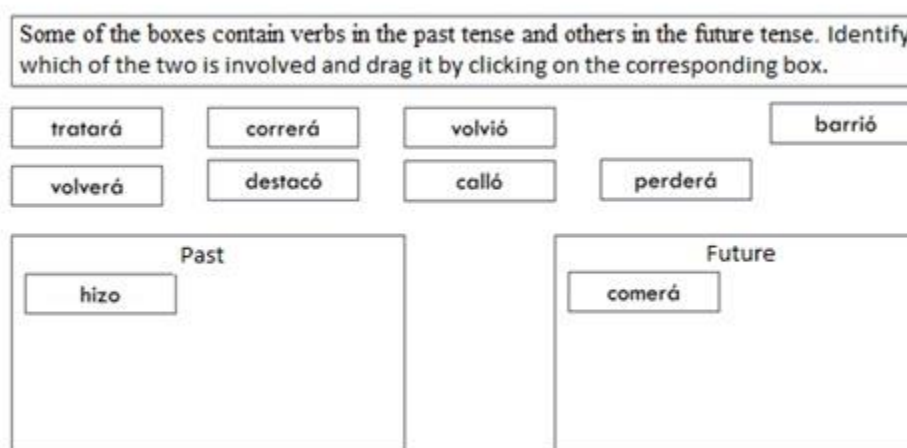 Some of the boxes contain verbs in the past tense and others in the future tense. Identify
which of the two is involved and drag it by clicking on the corresponding box.
tratará correrá volvió barrió
volverá destacó calló perderá
Past Future
hizo comerá